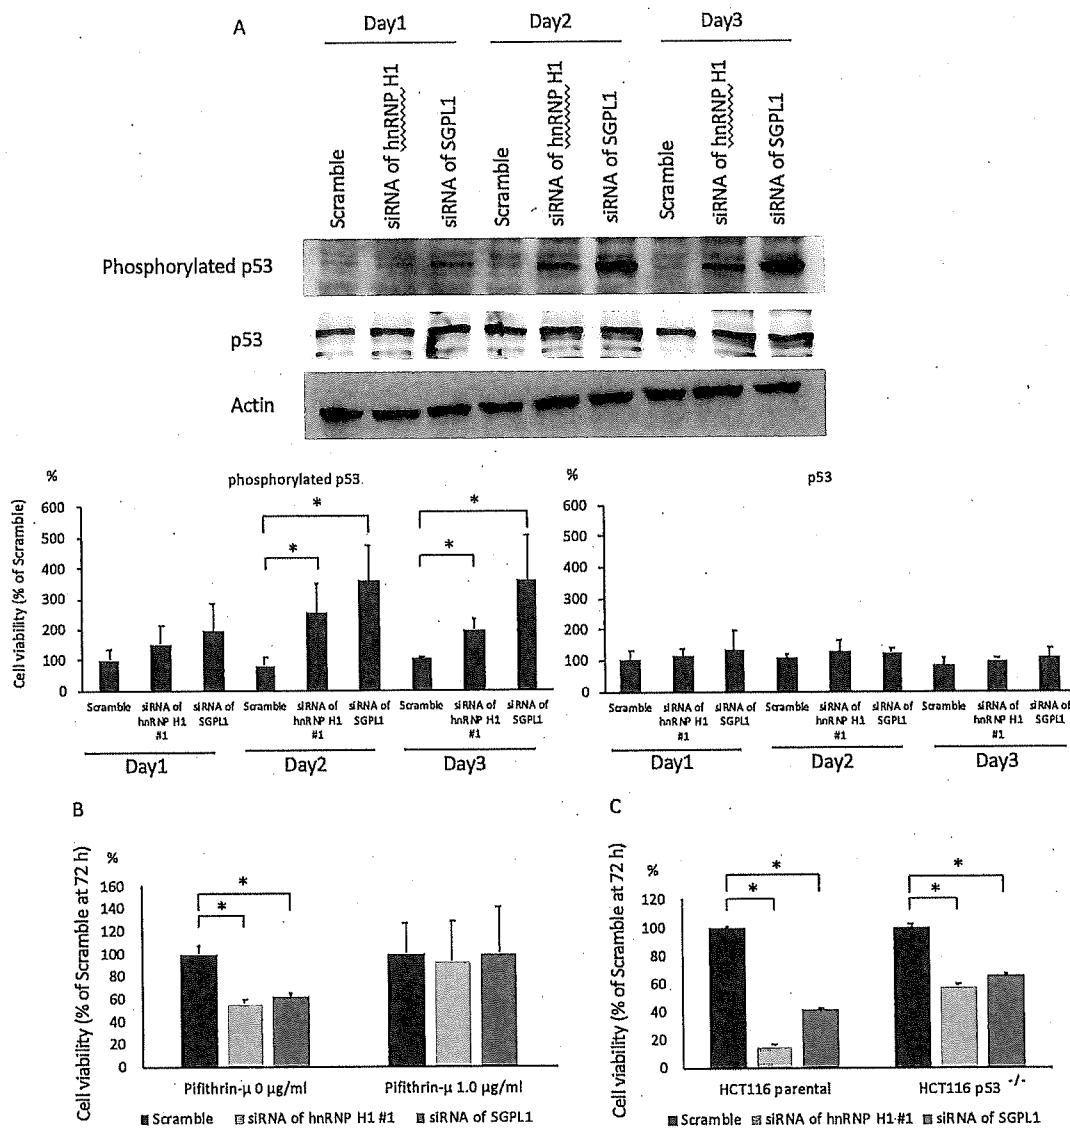 A
Day1 Day2 Day3
Scramble
siRNA of hnRNP H1
siRNA of SGPL1
Scramble
siRNA of hnRNP H1
siRNA of SGPL1
Scramble
siRNA of hnRNP H1
siRNA of SGPL1
Phosphorylated p53
p53
Actin
%
phosphorylated p53
Cell viability (% of Scramble)
600
500
400
300
200
100
0
* * * *
Scramble siRNA of hnRNP H1 #1 siRNA of SGPL1 Scramble siRNA of hnRNP H1 #1 siRNA of SGPL1 Scramble siRNA of hnRNP H1 #1 siRNA of SGPL1
Day1 Day2 Day3
%
p53
600
500
400
300
200
100
0
Scramble siRNA of hnRNP H1 #1 siRNA of SGPL1 Scramble siRNA of hnRNP H1 #1 siRNA of SGPL1 Scramble siRNA of hnRNP H1 #1 siRNA of SGPL1
Day1 Day2 Day3
B
Cell viability (% of Scramble at 72 h)
%
160
140
120
100
80
60
40
20
0
* *
Pifithrin-μ 0 μg/ml Pifithrin-μ 1.0 μg/ml
Scramble siRNA of hnRNP H1 #1 siRNA of SGPL1
C
Cell viability (% of Scramble at 72 h)
%
120
100
80
60
40
20
0
* * * *
HCT116 parental HCT116 p53 -/-
Scramble siRNA of hnRNP H1 #1 siRNA of SGPL1